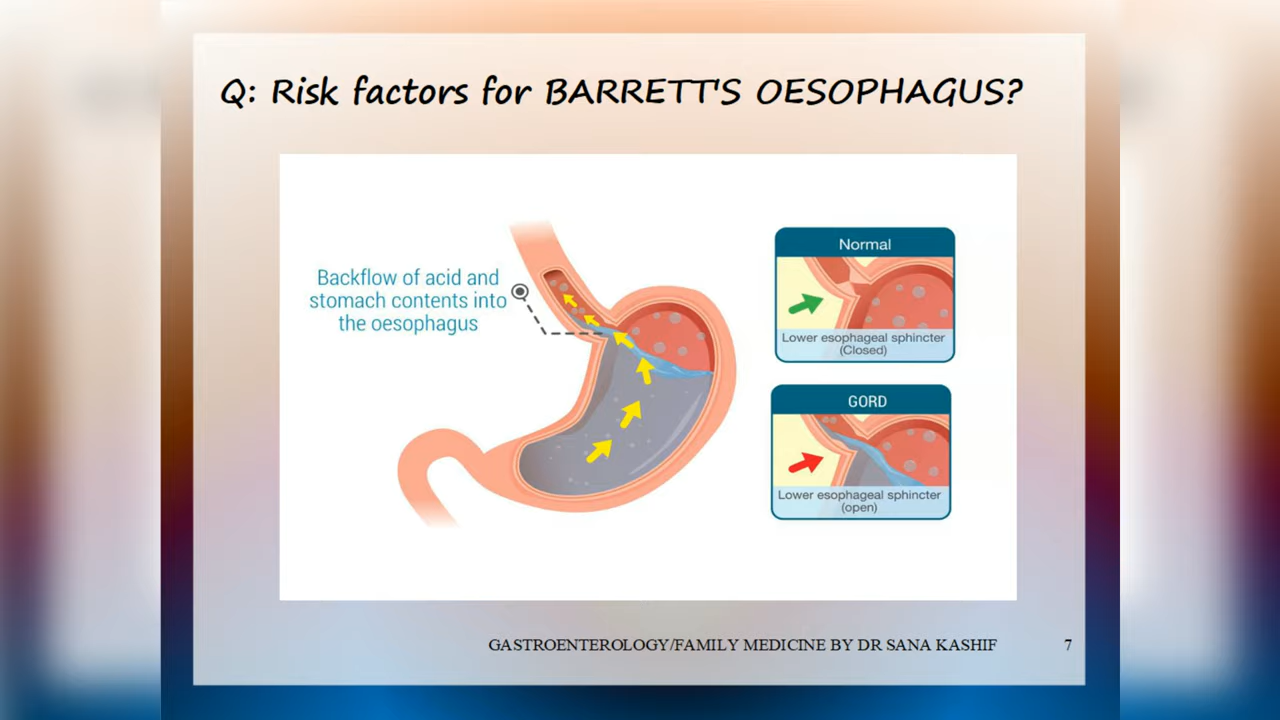 Q: Risk factors for BARRETT'S OESOPHAGUS?
Backflow of acid and
stomach contents into
the oesophagus
Normal
Lower esophageal sphincter
(Closed)
GORD
Lower esophageal sphincter
(open)
GASTROENTEROLOGY/FAMILY MEDICINE BY DR SANA KASHIF
7